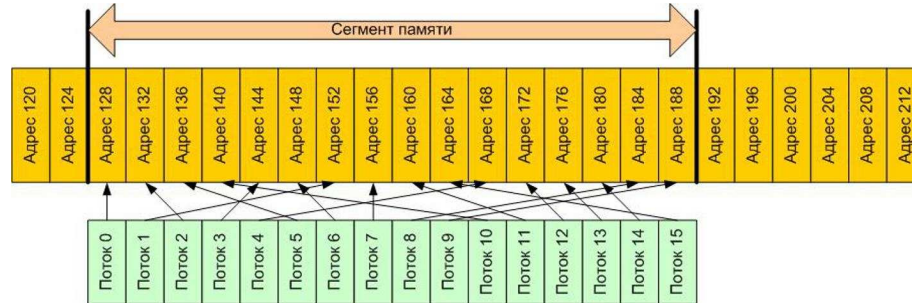 Сегмент памяти
Адрес 120
Адрес 124
Адрес 128
Адрес 132
Адрес 136
Адрес 140
Адрес 144
Адрес 148
Адрес 152
Адрес 156
Адрес 160
Адрес 164
Адрес 168
Адрес 172
Адрес 176
Адрес 180
Адрес 184
Адрес 188
Адрес 192
Адрес 196
Адрес 200
Адрес 204
Адрес 208
Адрес 212
Поток 0
Поток 1
Поток 2
Поток 3
Поток 4
Поток 5
Поток 6
Поток 7
Поток 8
Поток 9
Поток 10
Поток 11
Поток 12
Поток 13
Поток 14
Поток 15